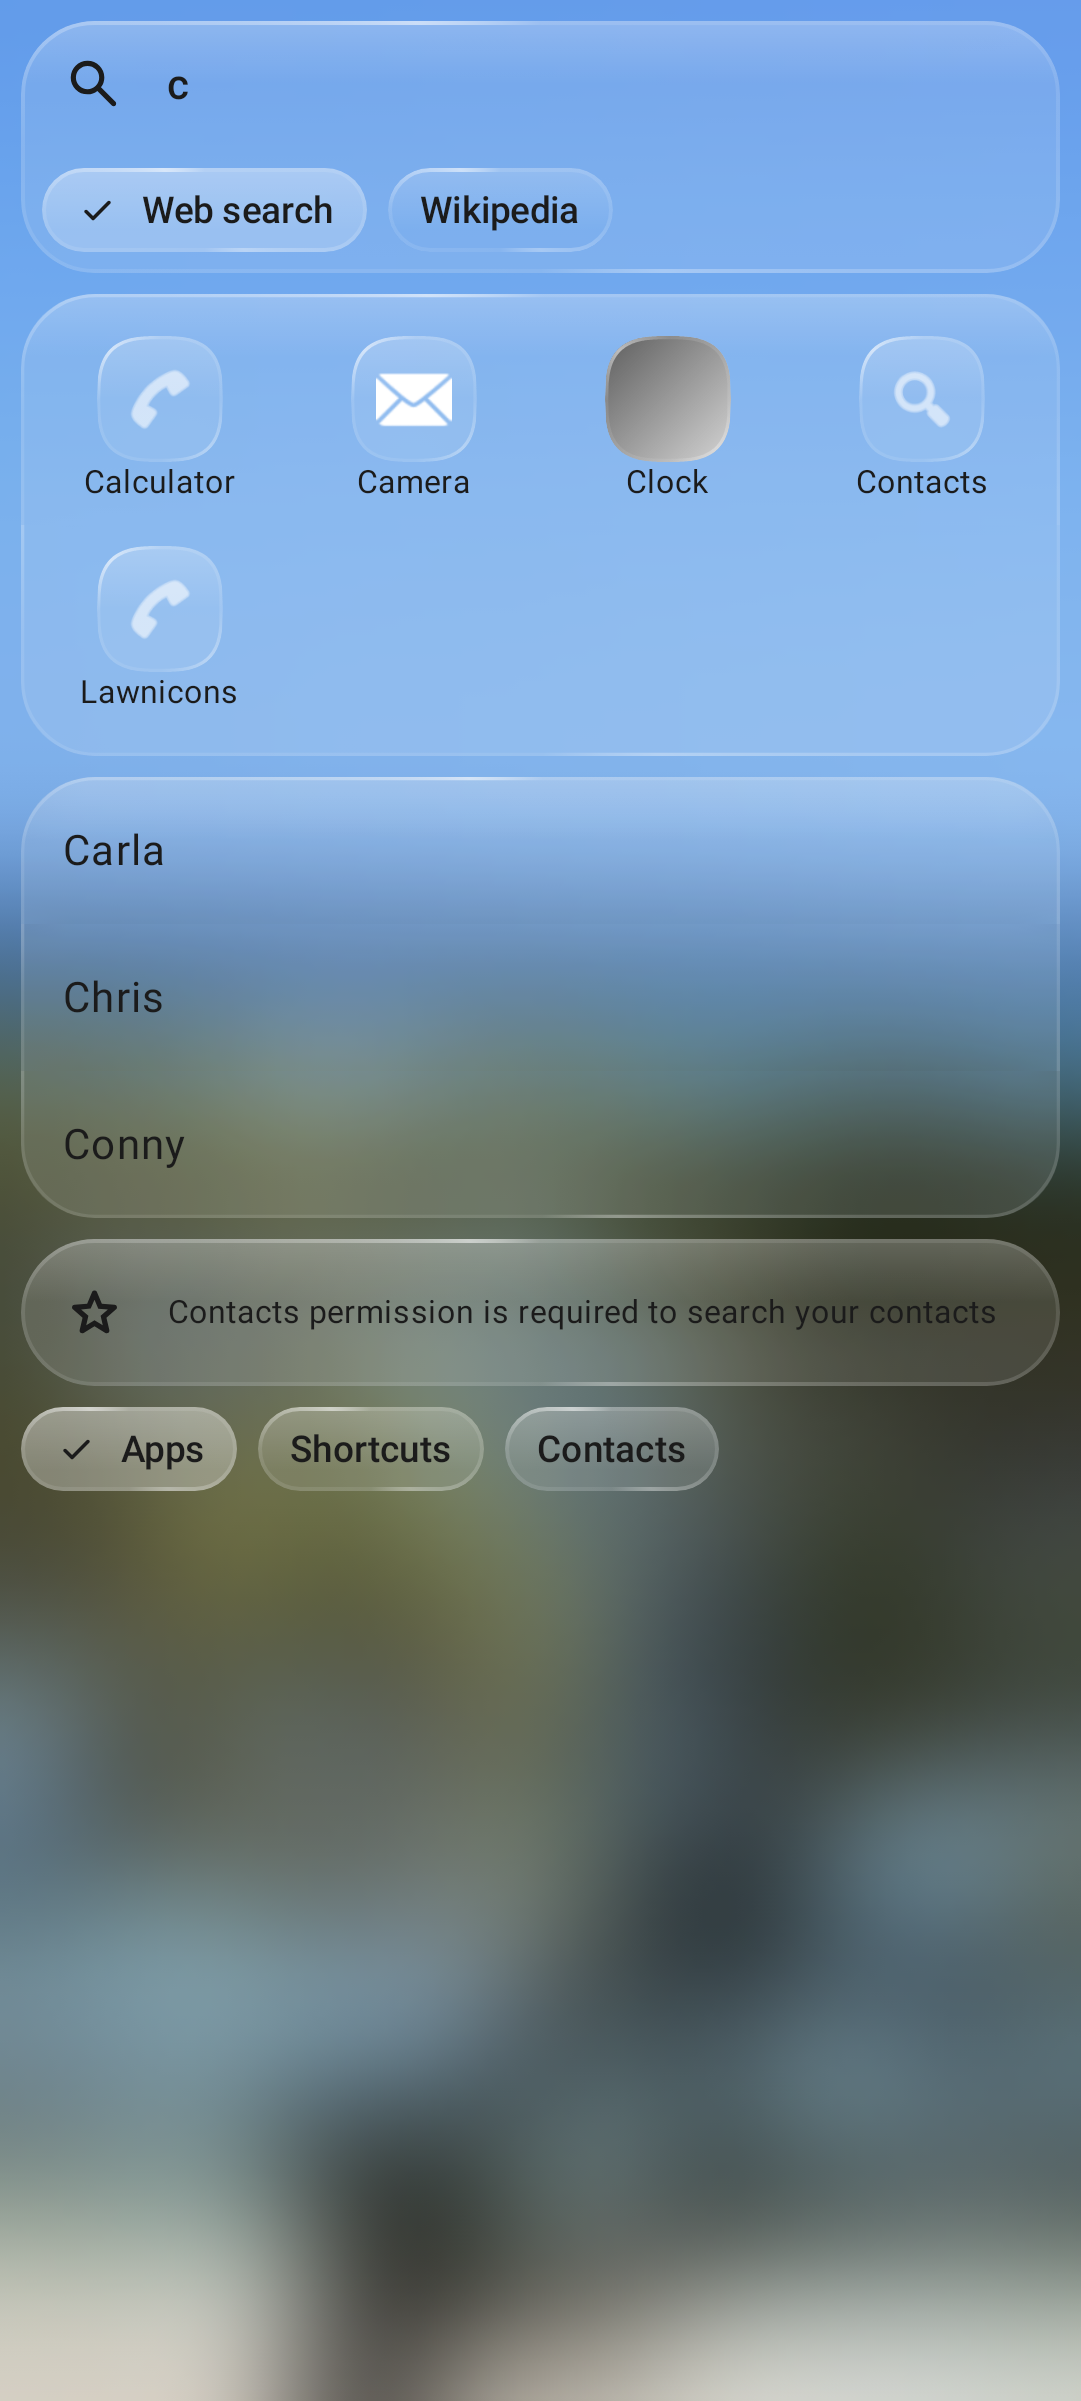 c
Web search
Wikipedia
Calculator
Camera
Clock
Contacts
Lawnicons
Carla
Chris
Conny
Contacts permission is required to search your contacts
Apps
Shortcuts
Contacts